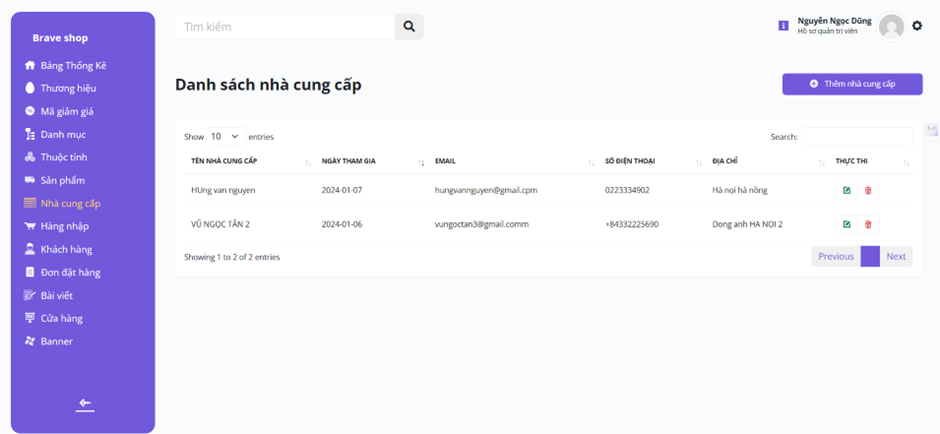 Brave shop
Bảng Thống Kê
Thương hiệu
Mã giảm giá
Danh mục
Thuộc tính
Sản phẩm
Nhà cung cấp
Hàng nhập
Khách hàng
Đơn đặt hàng
Bài viết
Cửa hàng
Banner
Tìm kiếm
Nguyễn Ngọc Dũng
Hồ sơ quản trị viên
Danh sách nhà cung cấp
Thêm nhà cung cấp
Show 10 entries
Search:
TÊN NHÀ CUNG CẤP NGÀY THAM GIA EMAIL SỐ ĐIỆN THOẠI ĐỊA CHỈ THỰC THI
HUng van nguyen 2024-01-07 hungvannguyen@gmail.cpm 0223334902 Hà nọi hà nồng
VŨ NGỌC TÂN 2 2024-01-06 vungoctan3@gmail.comm +84332225690 Dong anh HA NOI 2
Showing 1 to 2 of 2 entries
Previous Next